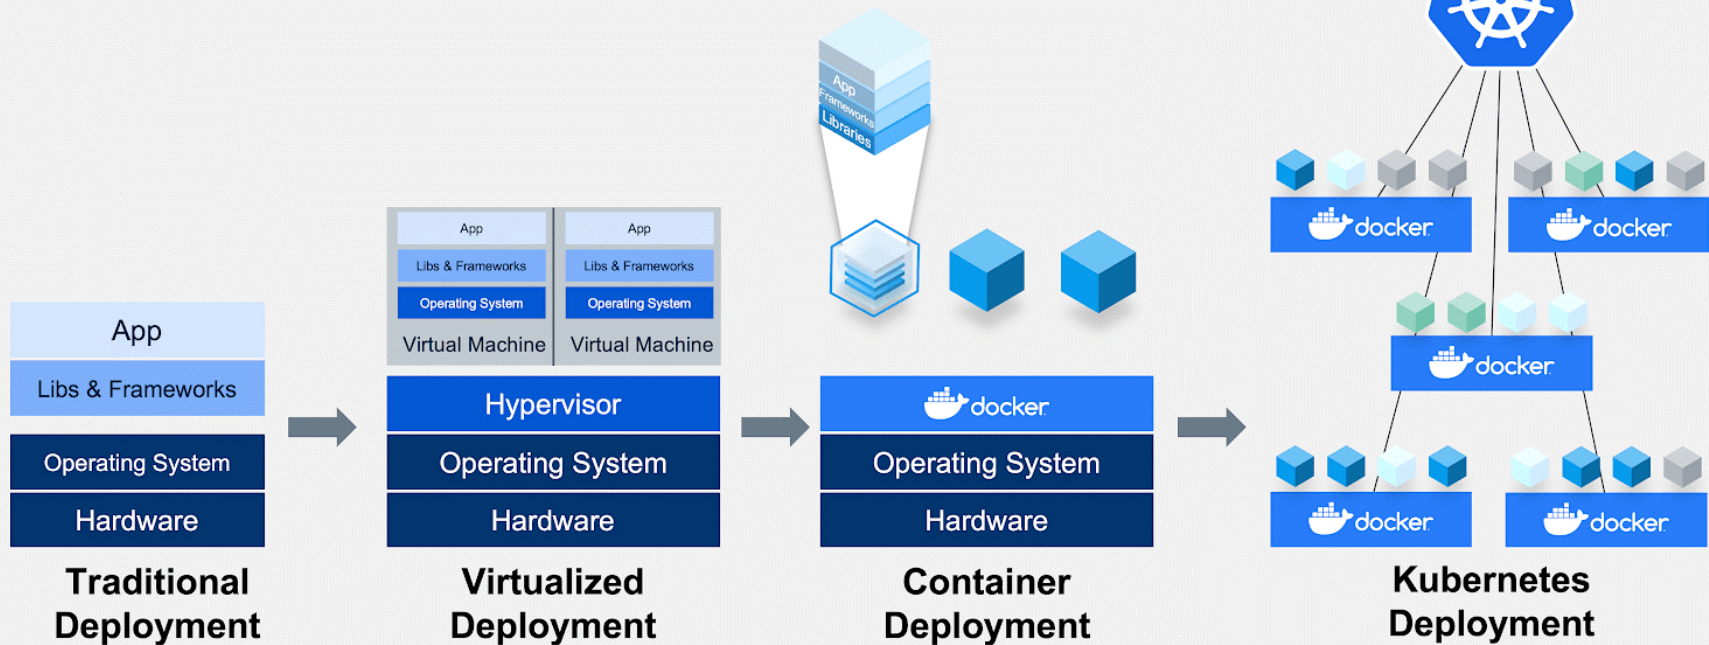 App
Libs & Frameworks
Operating System
Hardware
Traditional
Deployment
App
Libs & Frameworks
Operating System
Virtual Machine
App
Libs & Frameworks
Operating System
Virtual Machine
Hypervisor
Operating System
Hardware
Virtualized
Deployment
App
Frameworks
Libraries
docker
Operating System
Hardware
Container
Deployment
docker
docker
docker
docker
docker
Kubernetes
Deployment